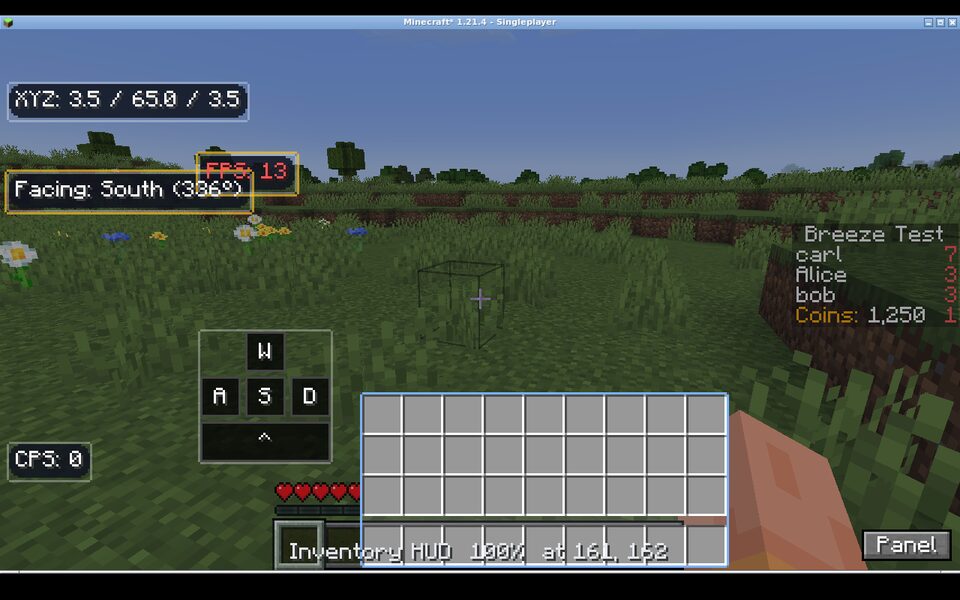 Minecraft* 1.21.4 - Singleplayer
XYZ: 3.5 / 65.0 / 3.5
FPS: 13
Facing: South (336°)
Breeze Test
carl 7
Alice 3
bob 3
Coins: 1,250 1
W
A S D
^
CPS: 0
Inventory HUD 100% at 161, 162
Panel